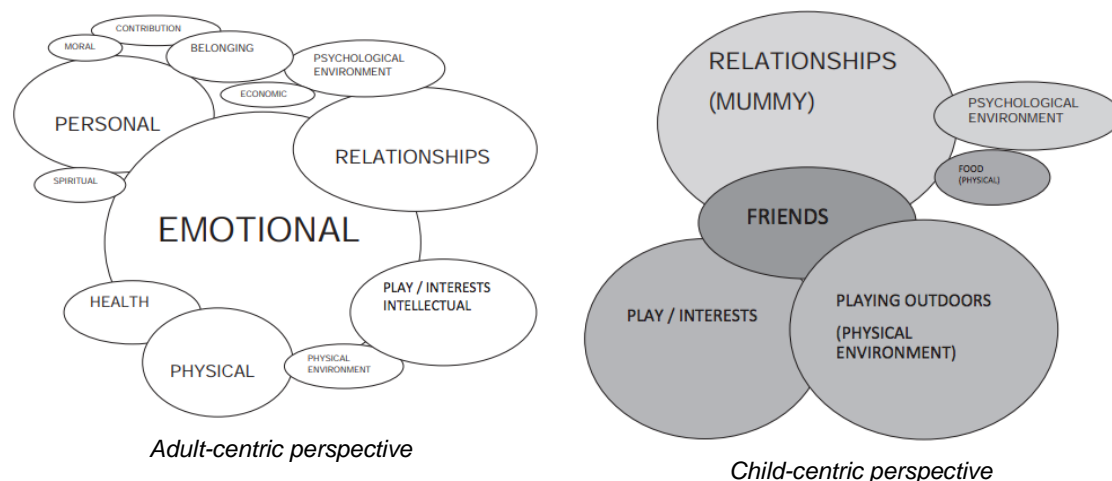 CONTRIBUTION
MORAL
BELONGING
PSYCHOLOGICAL
ENVIRONMENT
ECONOMIC
PERSONAL
RELATIONSHIPS
SPIRITUAL
EMOTIONAL
HEALTH
PLAY / INTERESTS
INTELLECTUAL
PHYSICAL
PHYSICAL
ENVIRONMENT
Adult-centric perspective
RELATIONSHIPS
(MUMMY)
PSYCHOLOGICAL
ENVIRONMENT
FOOD
(PHYSICAL)
FRIENDS
PLAY / INTERESTS
PLAYING OUTDOORS
(PHYSICAL
ENVIRONMENT)
Child-centric perspective